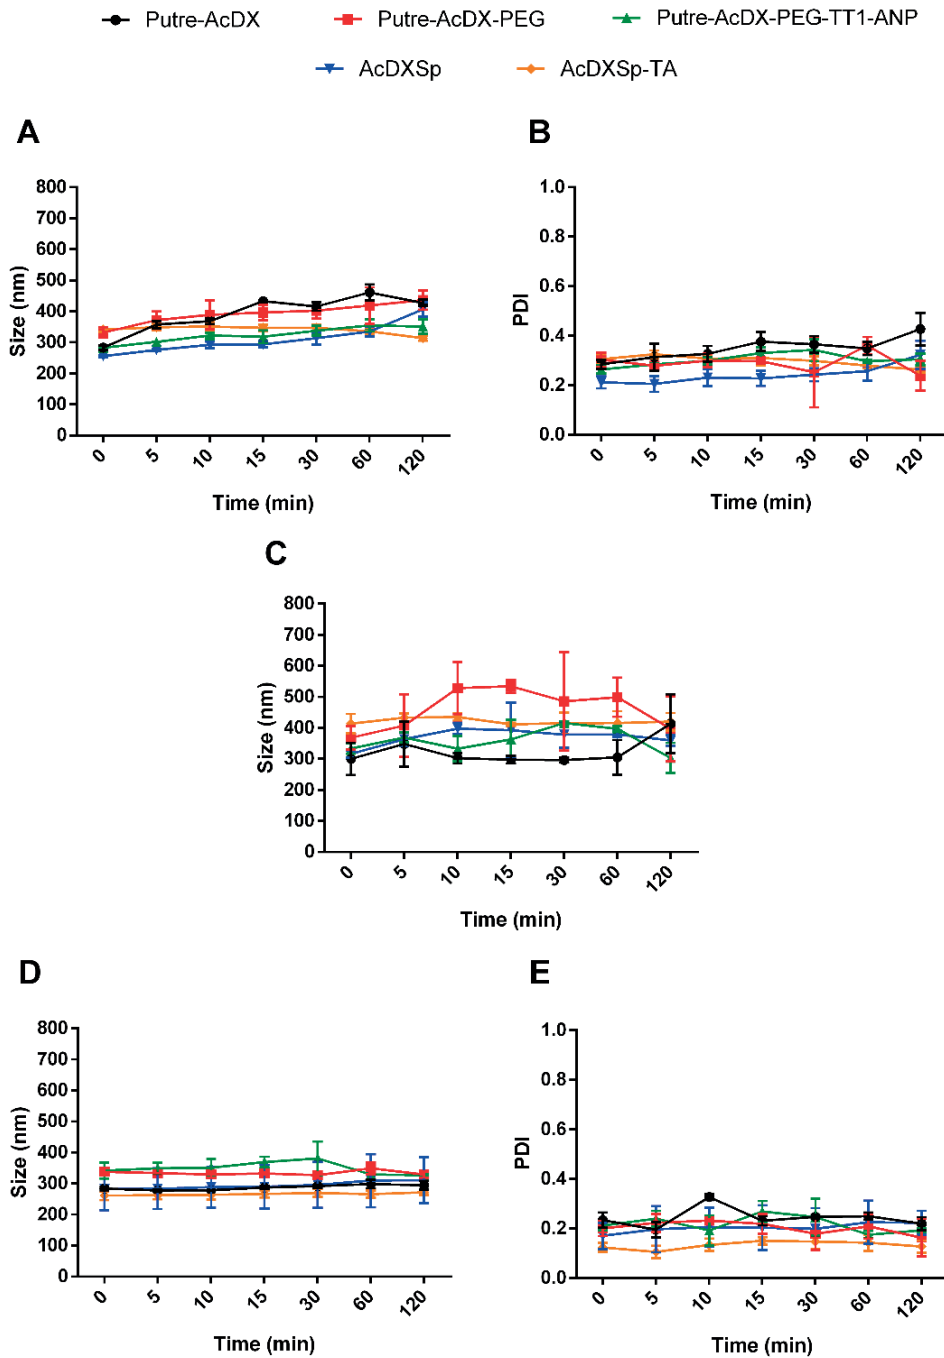 Putre-AcDX Putre-AcDX-PEG Putre-AcDX-PEG-TT1-ANP
AcDXSp AcDXSp-TA
A
800
700
600
500
400
300
200
100
0
Size (nm)
0 5 10 15 30 60 120
Time (min)
B
1.0
0.8
0.6
0.4
0.2
0.0
PDI
0 5 10 15 30 60 120
Time (min)
C
800
700
600
500
400
300
200
100
0
Size (nm)
0 5 10 15 30 60 120
Time (min)
D
800
700
600
500
400
300
200
100
0
Size (nm)
0 5 10 15 30 60 120
Time (min)
E
1.0
0.8
0.6
0.4
0.2
0.0
PDI
0 5 10 15 30 60 120
Time (min)